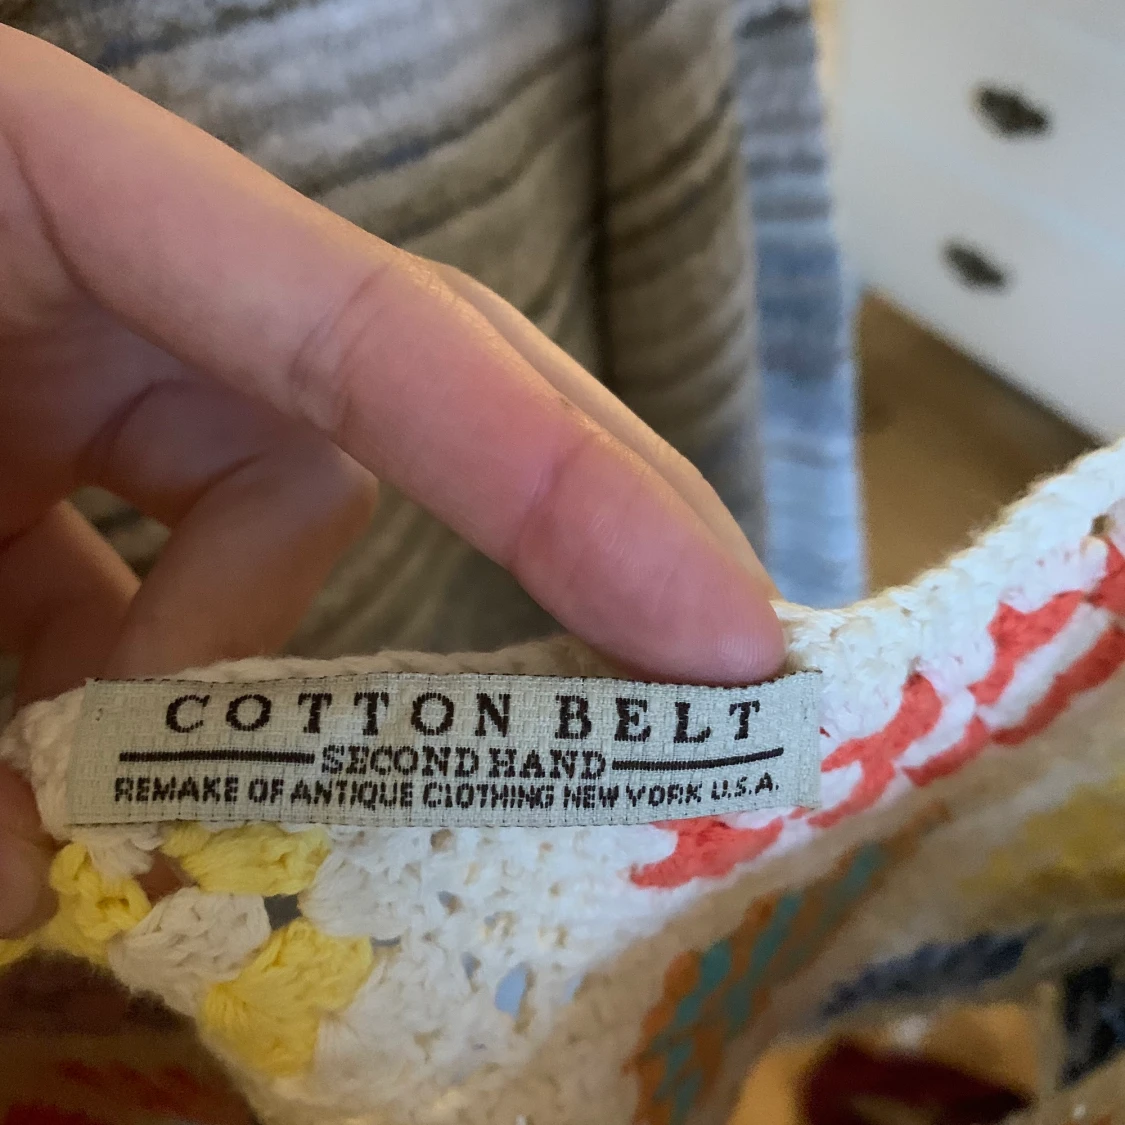 COTTON BELT
SECOND HAND
REMAKE OF ANTIQUE CLOTHING NEW YORK U.S.A.